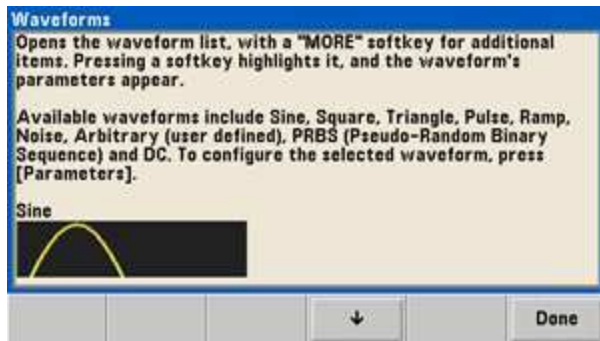 Waveforms
Opens the waveform list, with a "MORE" softkey for additional
items. Pressing a softkey highlights it, and the waveform's
parameters appear.
Available waveforms include Sine, Square, Triangle, Pulse, Ramp,
Noise, Arbitrary (user defined), PRBS (Pseudo-Random Binary
Sequence) and DC. To configure the selected waveform, press
[Parameters].
Sine
↓
Done